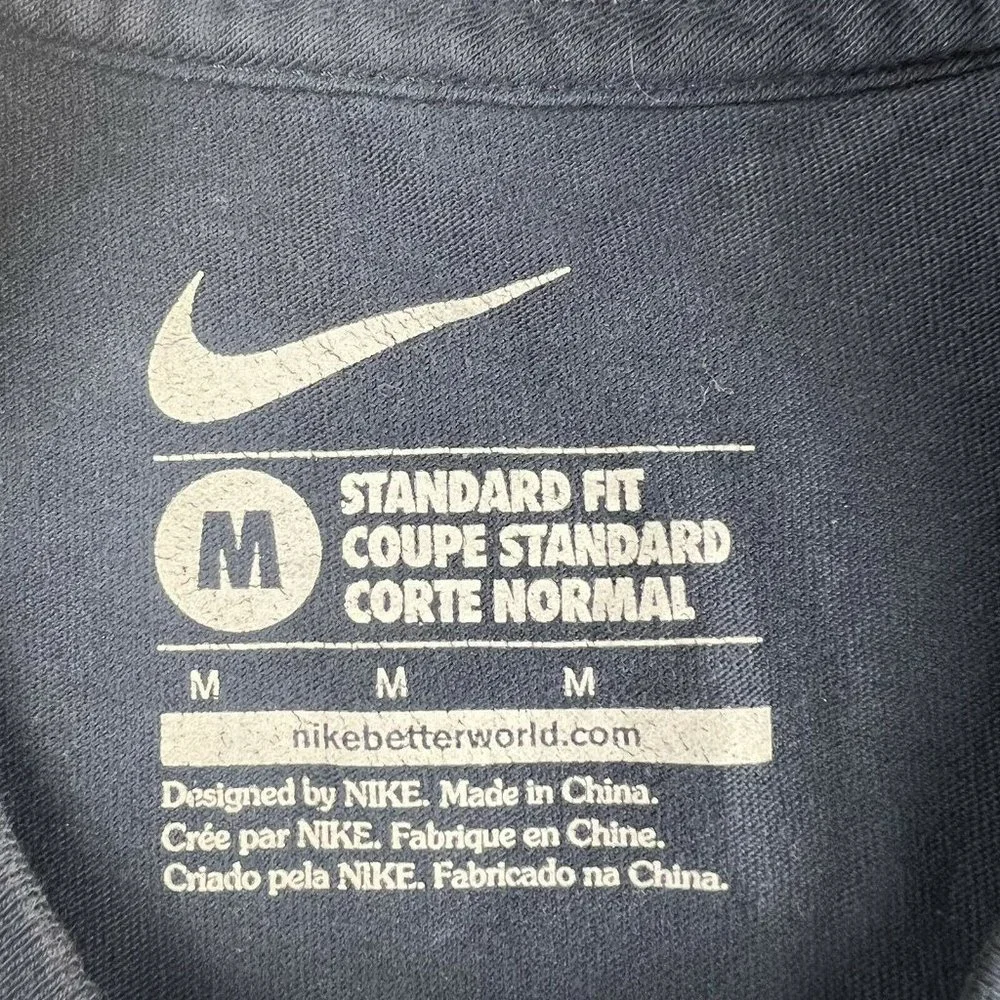 M
STANDARD FIT
COUPE STANDARD
CORTE NORMAL
M M M
nikebetterworld.com
Designed by NIKE. Made in China.
Crée par NIKE. Fabrique en Chine.
Criado pela NIKE. Fabricado na China.